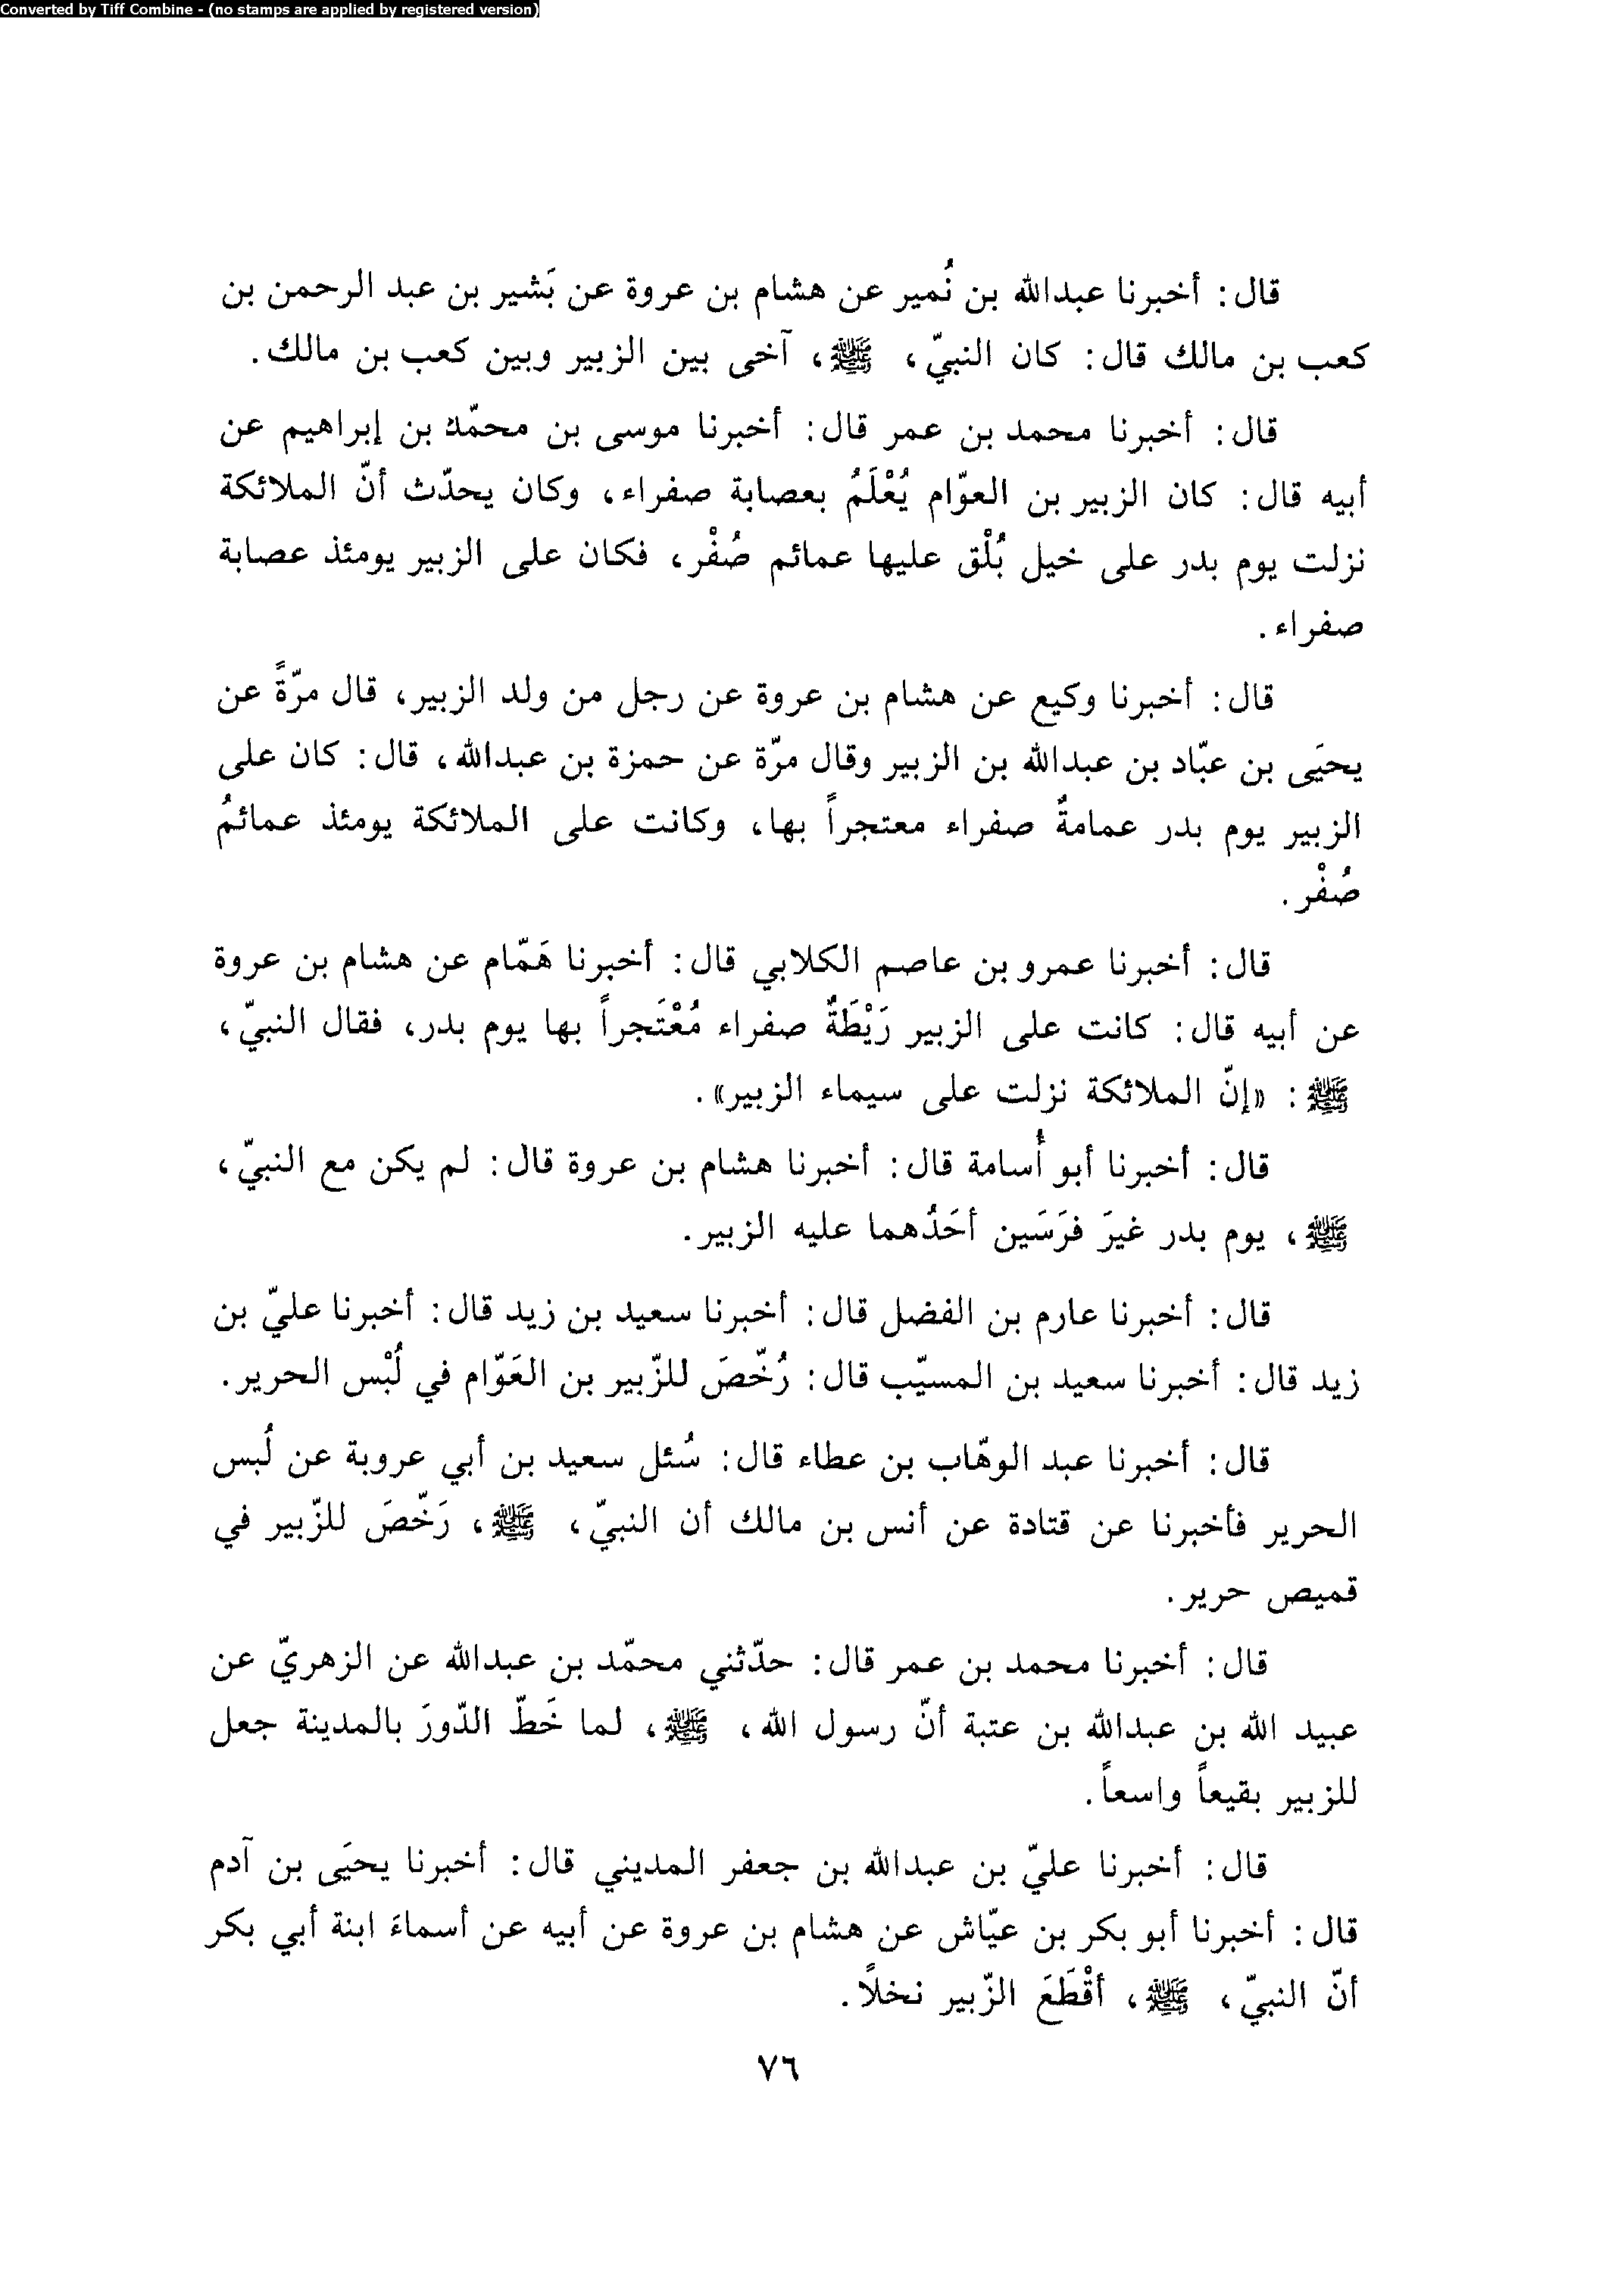 Converted by Tiff Combine - (no stamps are applied by registered version)
قال: أخبرنا عبدالله بن نُمير عن هشام بن عروة عن بَشير بن عبد الرحمن بن
كعب بن مالك قال: كان النبيّ، ﷺ، آخى بين الزبير وبين كعب بن مالك.
قال: أخبرنا محمد بن عمر قال: أخبرنا موسى بن محمّد بن إبراهيم عن
أبيه قال: كان الزبير بن العوّام يُعْلَمُ بعصابة صفراء، وكان يحدّث أنّ الملائكة
نزلت يوم بدر على خيل بُلْق عليها عمائم صُفْر، فكان على الزبير يومئذ عصابة
صفراء.
قال: أخبرنا وكيع عن هشام بن عروة عن رجل من ولد الزبير، قال مرّةً عن
يحيَى بن عبّاد بن عبدالله بن الزبير وقال مرّة عن حمزة بن عبدالله، قال: كان على
الزبير يوم بدر عمامةٌ صفراء معتجراً بها، وكانت على الملائكة يومئذ عمائمُ
صُفْر.
قال: أخبرنا عمرو بن عاصم الكلابي قال: أخبرنا هَمّام عن هشام بن عروة
عن أبيه قال: كانت على الزبير رَيْطَةٌ صفراء مُعْتَجراً بها يوم بدر، فقال النبيّ،
ﷺ: «إنّ الملائكة نزلت على سيماء الزبير».
قال: أخبرنا أبو أُسامة قال: أخبرنا هشام بن عروة قال: لم يكن مع النبيّ،
ﷺ، يوم بدر غيرَ فرَسَين أحَدُهما عليه الزبير.
قال: أخبرنا عارم بن الفضل قال: أخبرنا سعيد بن زيد قال: أخبرنا عليّ بن
زيد قال: أخبرنا سعيد بن المسيّب قال: رُخّصَ للزّبير بن العَوّام في لُبْس الحرير.
قال: أخبرنا عبد الوهّاب بن عطاء قال: سُئل سعيد بن أبي عروبة عن لُبس
الحرير فأخبرنا عن قتادة عن أنس بن مالك أن النبيّ، ﷺ، رَخّصَ للزّبير في
قميص حرير.
قال: أخبرنا محمد بن عمر قال: حدّثني محمّد بن عبدالله عن الزهريّ عن
عبيد الله بن عبدالله بن عتبة أنّ رسول الله، ﷺ، لما خَطّ الدّورَ بالمدينة جعل
للزبير بقيعاً واسعاً.
قال: أخبرنا عليّ بن عبدالله بن جعفر المديني قال: أخبرنا يحيَى بن آدم
قال: أخبرنا أبو بكر بن عيّاش عن هشام بن عروة عن أبيه عن أسماءَ ابنة أبي بكر
أنّ النبيّ، ﷺ، أقْطَعَ الزّبير نخلاً.
٧٦